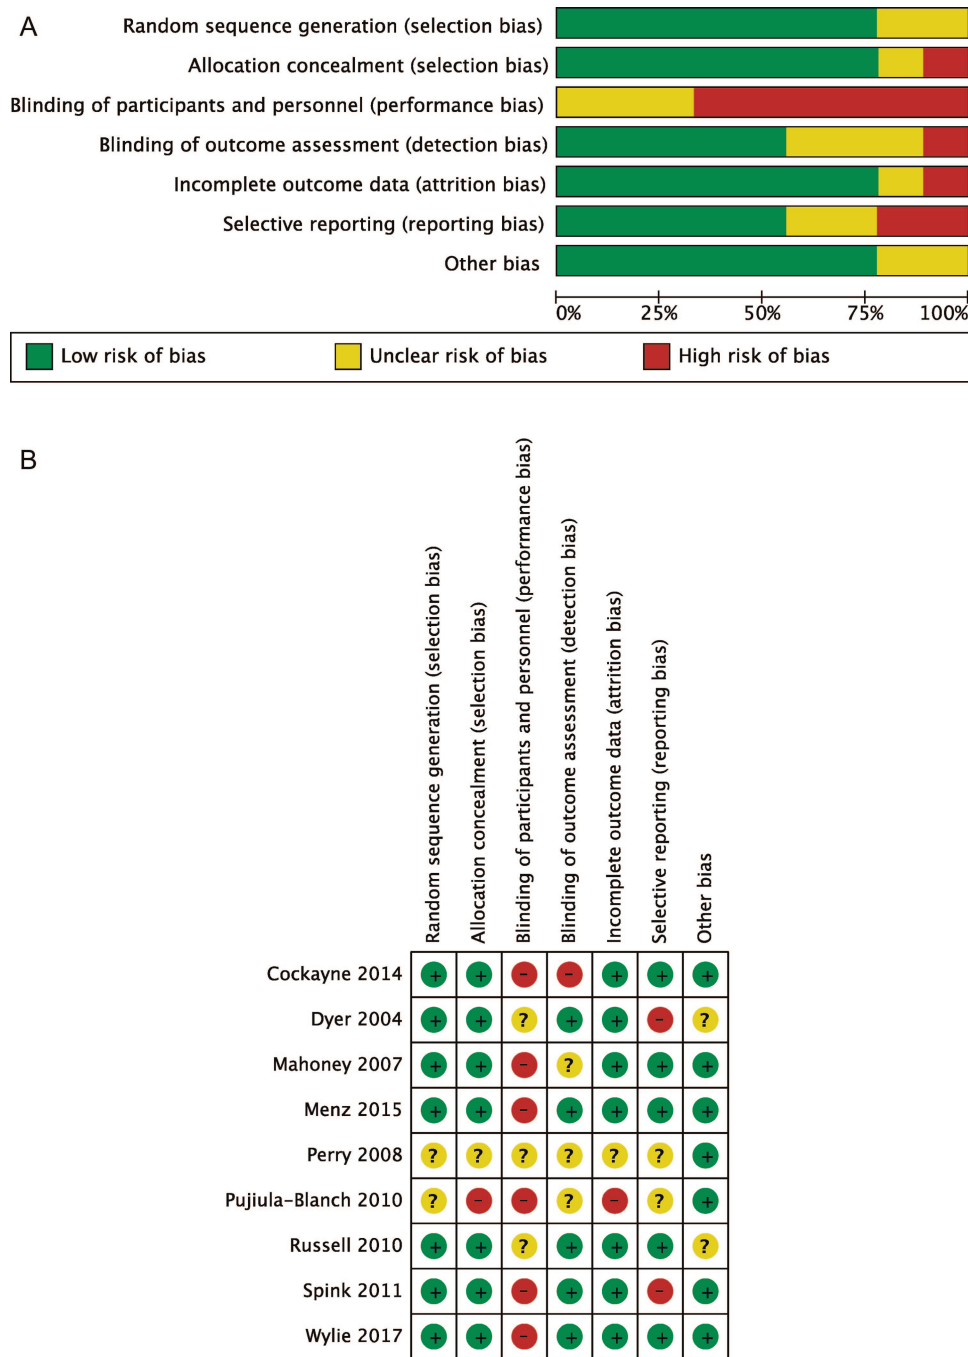 A
Random sequence generation (selection bias)
Allocation concealment (selection bias)
Blinding of participants and personnel (performance bias)
Blinding of outcome assessment (detection bias)
Incomplete outcome data (attrition bias)
Selective reporting (reporting bias)
Other bias
0% 25% 50% 75% 100%
Low risk of bias Unclear risk of bias High risk of bias
B
Random sequence generation (selection bias)
Allocation concealment (selection bias)
Blinding of participants and personnel (performance bias)
Blinding of outcome assessment (detection bias)
Incomplete outcome data (attrition bias)
Selective reporting (reporting bias)
Other bias
Cockayne 2014 + + - - + + +
Dyer 2004 + + ? + + - ?
Mahoney 2007 + + - ? + + +
Menz 2015 + + - + + + +
Perry 2008 ? ? ? ? ? ? +
Pujiula-Blanch 2010 ? - - ? - ? +
Russell 2010 + + ? + + + ?
Spink 2011 + + - + + - +
Wylie 2017 + + - + + + +